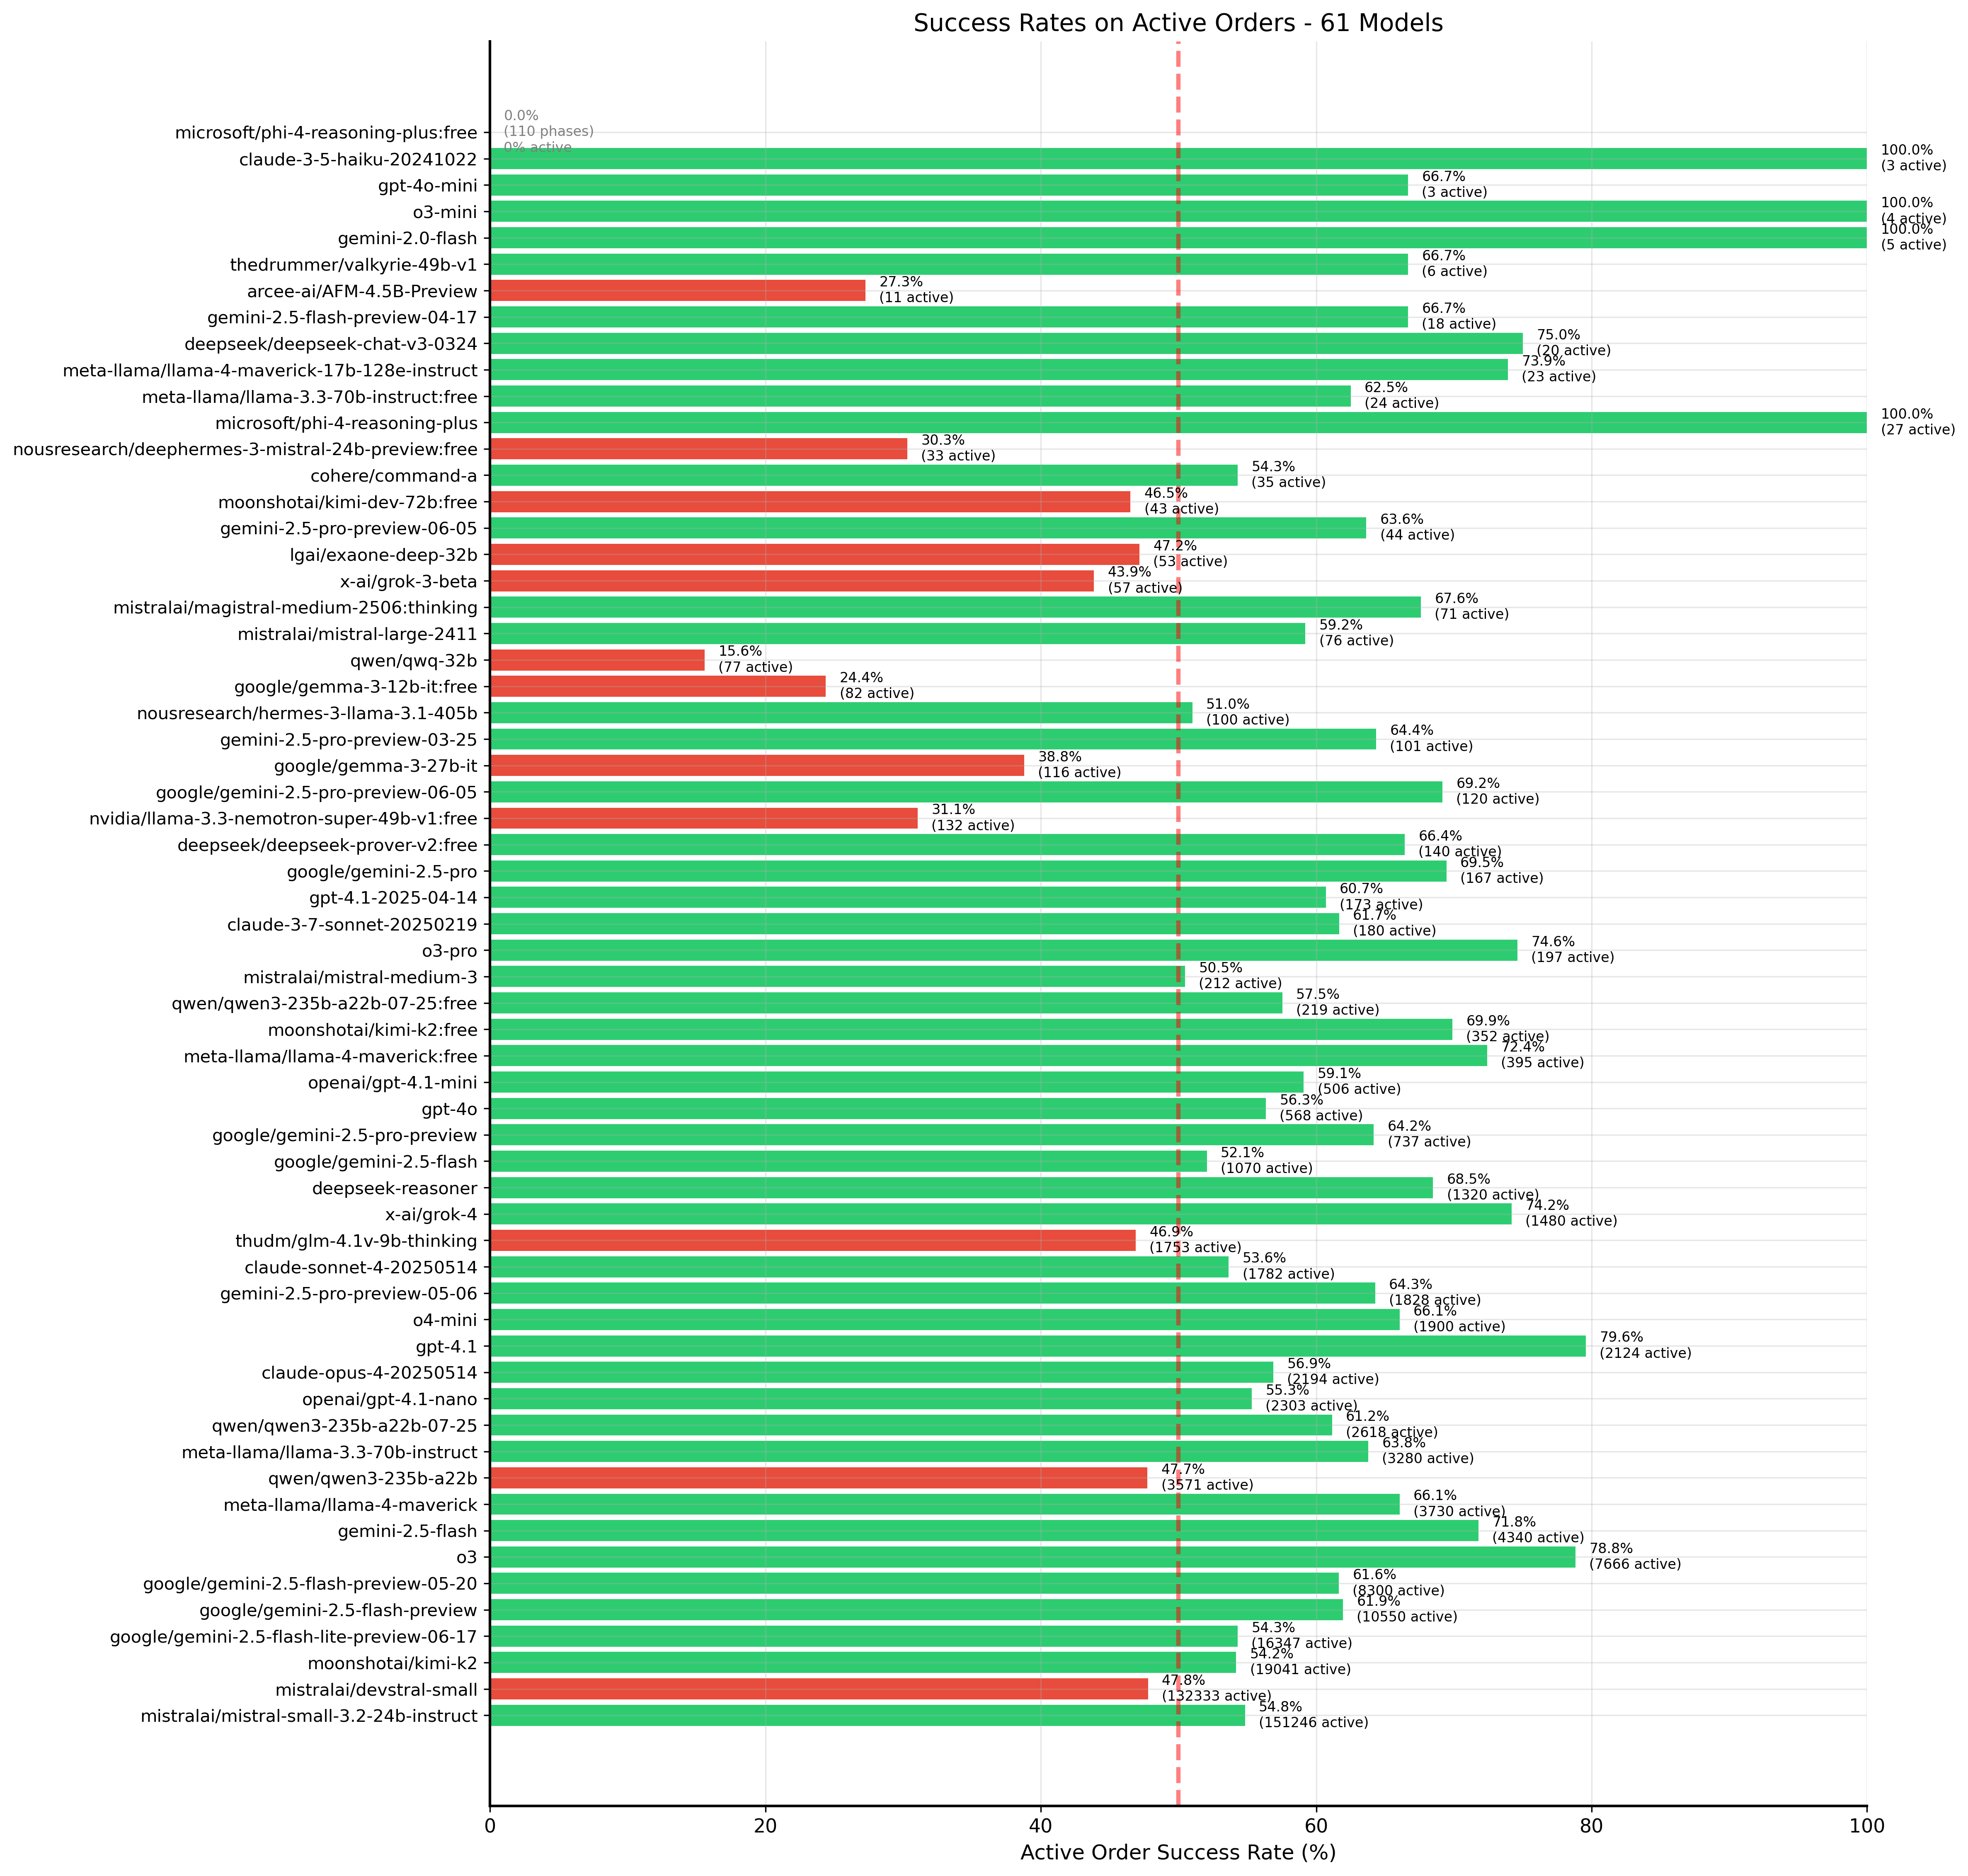 Success Rates on Active Orders - 61 Models
microsoft/phi-4-reasoning-plus:free
0.0%
(110 phases)
0% active
claude-3-5-haiku-20241022
100.0%
(3 active)
gpt-4o-mini
66.7%
(3 active)
o3-mini
100.0%
(4 active)
gemini-2.0-flash
100.0%
(5 active)
thedrummer/valkyrie-49b-v1
66.7%
(6 active)
arcee-ai/AFM-4.5B-Preview
27.3%
(11 active)
gemini-2.5-flash-preview-04-17
66.7%
(18 active)
deepseek/deepseek-chat-v3-0324
75.0%
(20 active)
meta-llama/llama-4-maverick-17b-128e-instruct
73.9%
(23 active)
meta-llama/llama-3.3-70b-instruct:free
62.5%
(24 active)
microsoft/phi-4-reasoning-plus
100.0%
(27 active)
nousresearch/deephermes-3-mistral-24b-preview:free
30.3%
(33 active)
cohere/command-a
54.3%
(35 active)
moonshotai/kimi-dev-72b:free
46.5%
(43 active)
gemini-2.5-pro-preview-06-05
63.6%
(44 active)
lgai/exaone-deep-32b
47.2%
(53 active)
x-ai/grok-3-beta
43.9%
(57 active)
mistralai/magistral-medium-2506:thinking
67.6%
(71 active)
mistralai/mistral-large-2411
59.2%
(76 active)
qwen/qwq-32b
15.6%
(77 active)
google/gemma-3-12b-it:free
24.4%
(82 active)
nousresearch/hermes-3-llama-3.1-405b
51.0%
(100 active)
gemini-2.5-pro-preview-03-25
64.4%
(101 active)
google/gemma-3-27b-it
38.8%
(116 active)
google/gemini-2.5-pro-preview-06-05
69.2%
(120 active)
nvidia/llama-3.3-nemotron-super-49b-v1:free
31.1%
(132 active)
deepseek/deepseek-prover-v2:free
66.4%
(140 active)
google/gemini-2.5-pro
69.5%
(167 active)
gpt-4.1-2025-04-14
60.7%
(173 active)
claude-3-7-sonnet-20250219
61.7%
(180 active)
o3-pro
74.6%
(197 active)
mistralai/mistral-medium-3
50.5%
(212 active)
qwen/qwen3-235b-a22b-07-25:free
57.5%
(219 active)
moonshotai/kimi-k2:free
69.9%
(352 active)
meta-llama/llama-4-maverick:free
72.4%
(395 active)
openai/gpt-4.1-mini
59.1%
(506 active)
gpt-4o
56.3%
(568 active)
google/gemini-2.5-pro-preview
64.2%
(737 active)
google/gemini-2.5-flash
52.1%
(1070 active)
deepseek-reasoner
68.5%
(1320 active)
x-ai/grok-4
74.2%
(1480 active)
thudm/glm-4.1v-9b-thinking
46.9%
(1753 active)
claude-sonnet-4-20250514
53.6%
(1782 active)
gemini-2.5-pro-preview-05-06
64.3%
(1828 active)
o4-mini
66.1%
(1900 active)
gpt-4.1
79.6%
(2124 active)
claude-opus-4-20250514
56.9%
(2194 active)
openai/gpt-4.1-nano
55.3%
(2303 active)
qwen/qwen3-235b-a22b-07-25
61.2%
(2618 active)
meta-llama/llama-3.3-70b-instruct
63.8%
(3280 active)
qwen/qwen3-235b-a22b
47.7%
(3571 active)
meta-llama/llama-4-maverick
66.1%
(3730 active)
gemini-2.5-flash
71.8%
(4340 active)
o3
78.8%
(7666 active)
google/gemini-2.5-flash-preview-05-20
61.6%
(8300 active)
google/gemini-2.5-flash-preview
61.9%
(10550 active)
google/gemini-2.5-flash-lite-preview-06-17
54.3%
(16347 active)
moonshotai/kimi-k2
54.2%
(19041 active)
mistralai/devstral-small
47.8%
(132333 active)
mistralai/mistral-small-3.2-24b-instruct
54.8%
(151246 active)
0 20 40 60 80 100
Active Order Success Rate (%)